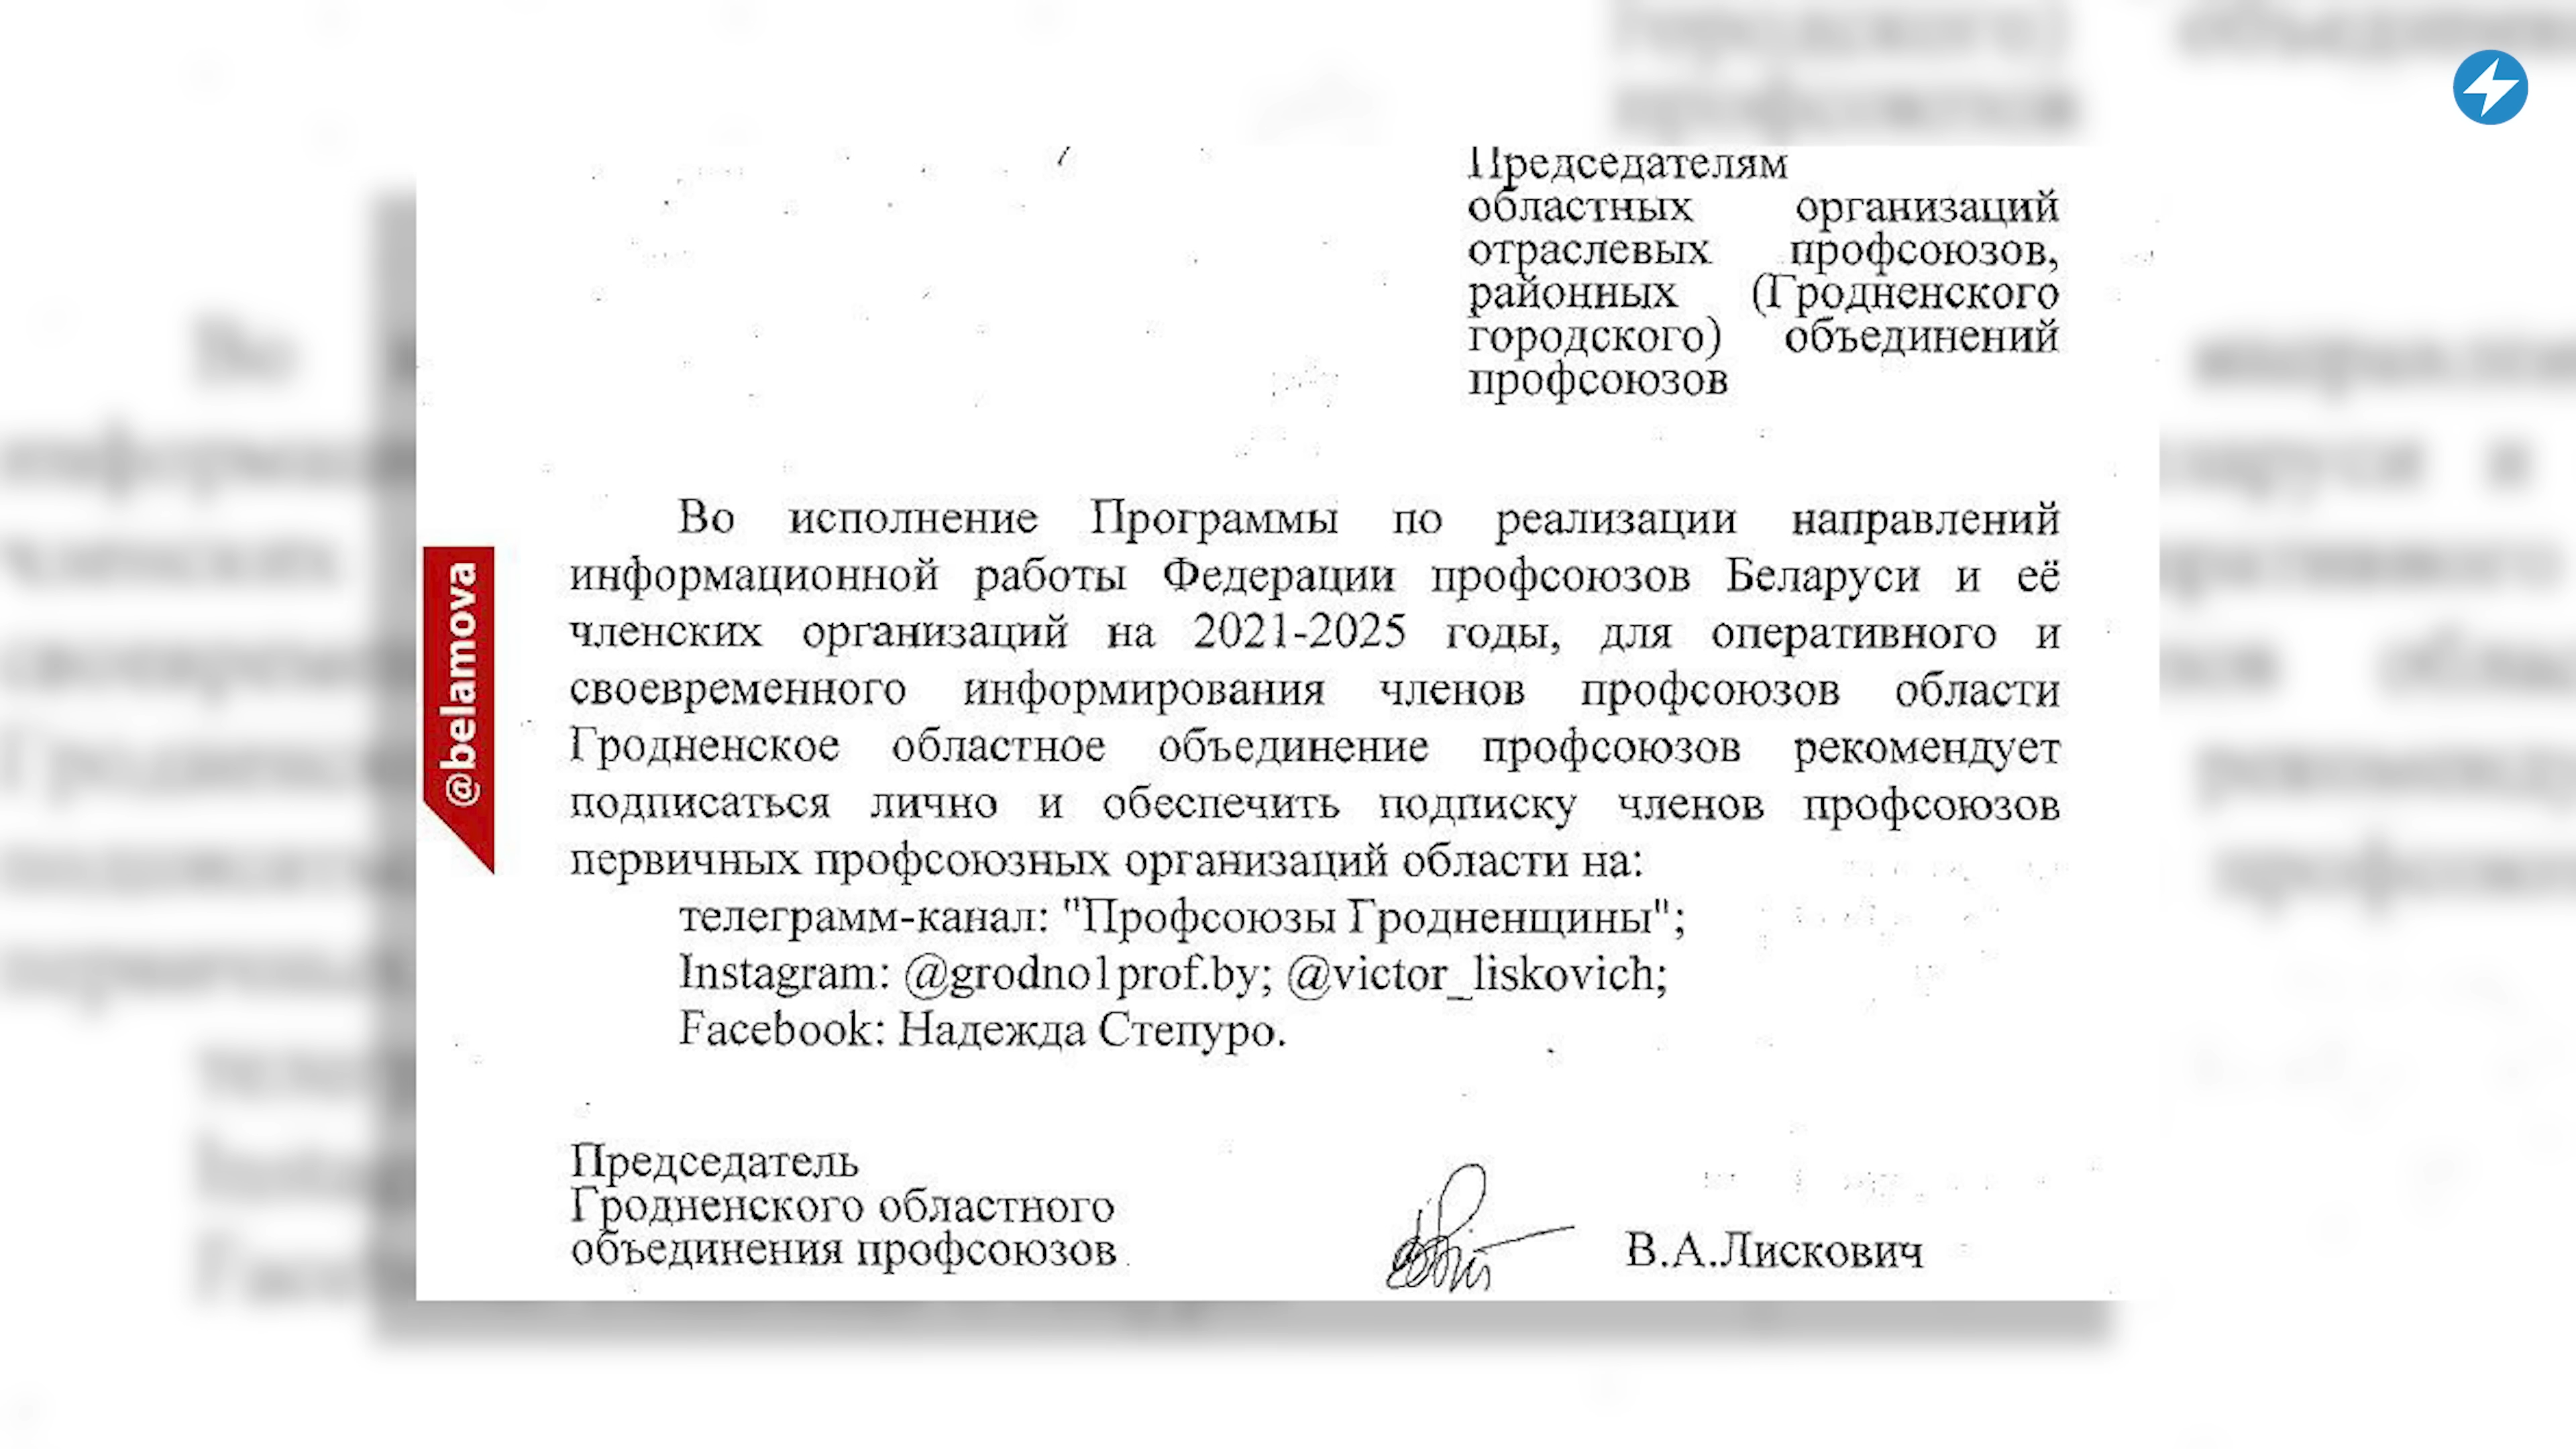 Председателям
областных организаций
отраслевых профсоюзов,
районных (Гродненского
городского) объединений
профсоюзов
Во исполнение Программы по реализации направлений
информационной работы Федерации профсоюзов Беларуси и её
членских организаций на 2021-2025 годы, для оперативного и
своевременного информирования членов профсоюзов области
Гродненское областное объединение профсоюзов рекомендует
подписаться лично и обеспечить подписку членов профсоюзов
первичных профсоюзных организаций области на:
телеграмм-канал: "Профсоюзы Гродненщины";
Instagram: @grodno1prof.by; @victor_liskovich;
Facebook: Надежда Степуро.
Председатель
Гродненского областного
объединения профсоюзов
В.А.Лискович
@belamova